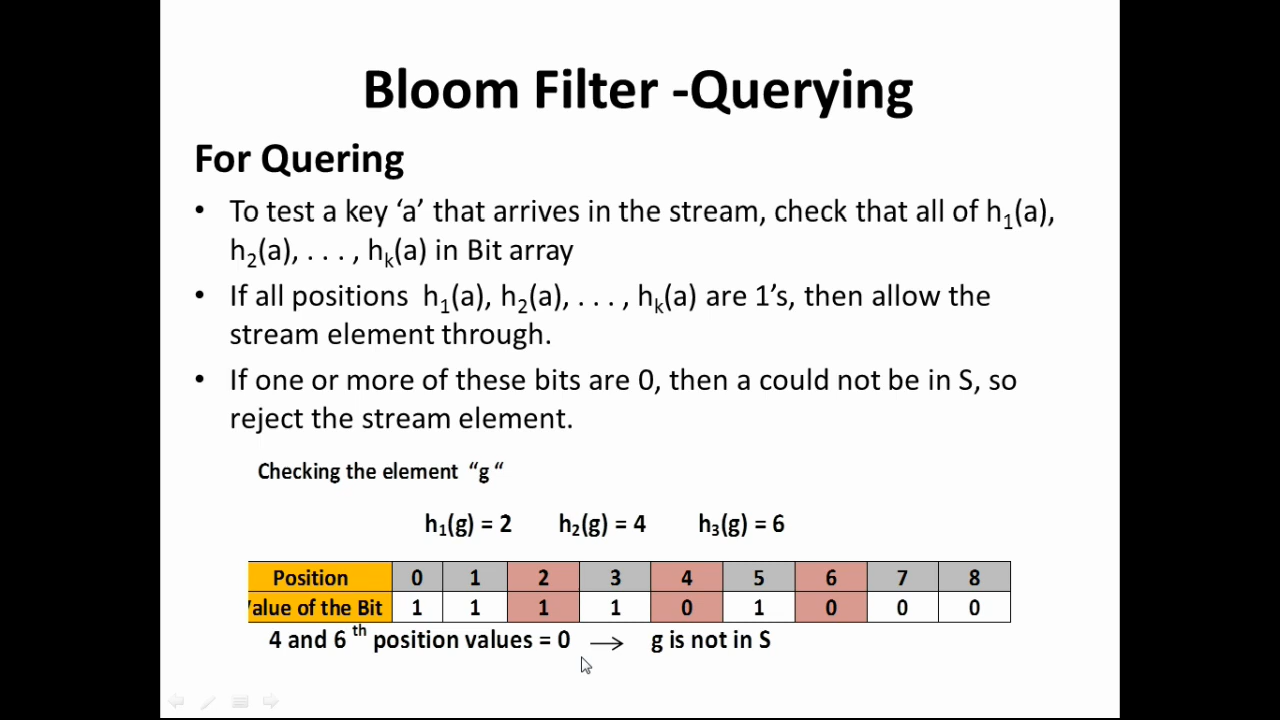 Bloom Filter -Querying
For Quering
• To test a key ‘a’ that arrives in the stream, check that all of h₁(a),
h₂(a), . . . , hₖ(a) in Bit array
• If all positions h₁(a), h₂(a), . . . , hₖ(a) are 1’s, then allow the
stream element through.
• If one or more of these bits are 0, then a could not be in S, so
reject the stream element.
Checking the element “g “
h₁(g) = 2 h₂(g) = 4 h₃(g) = 6
Position 0 1 2 3 4 5 6 7 8
Value of the Bit 1 1 1 1 0 1 0 0 0
4 and 6 th position values = 0 → g is not in S